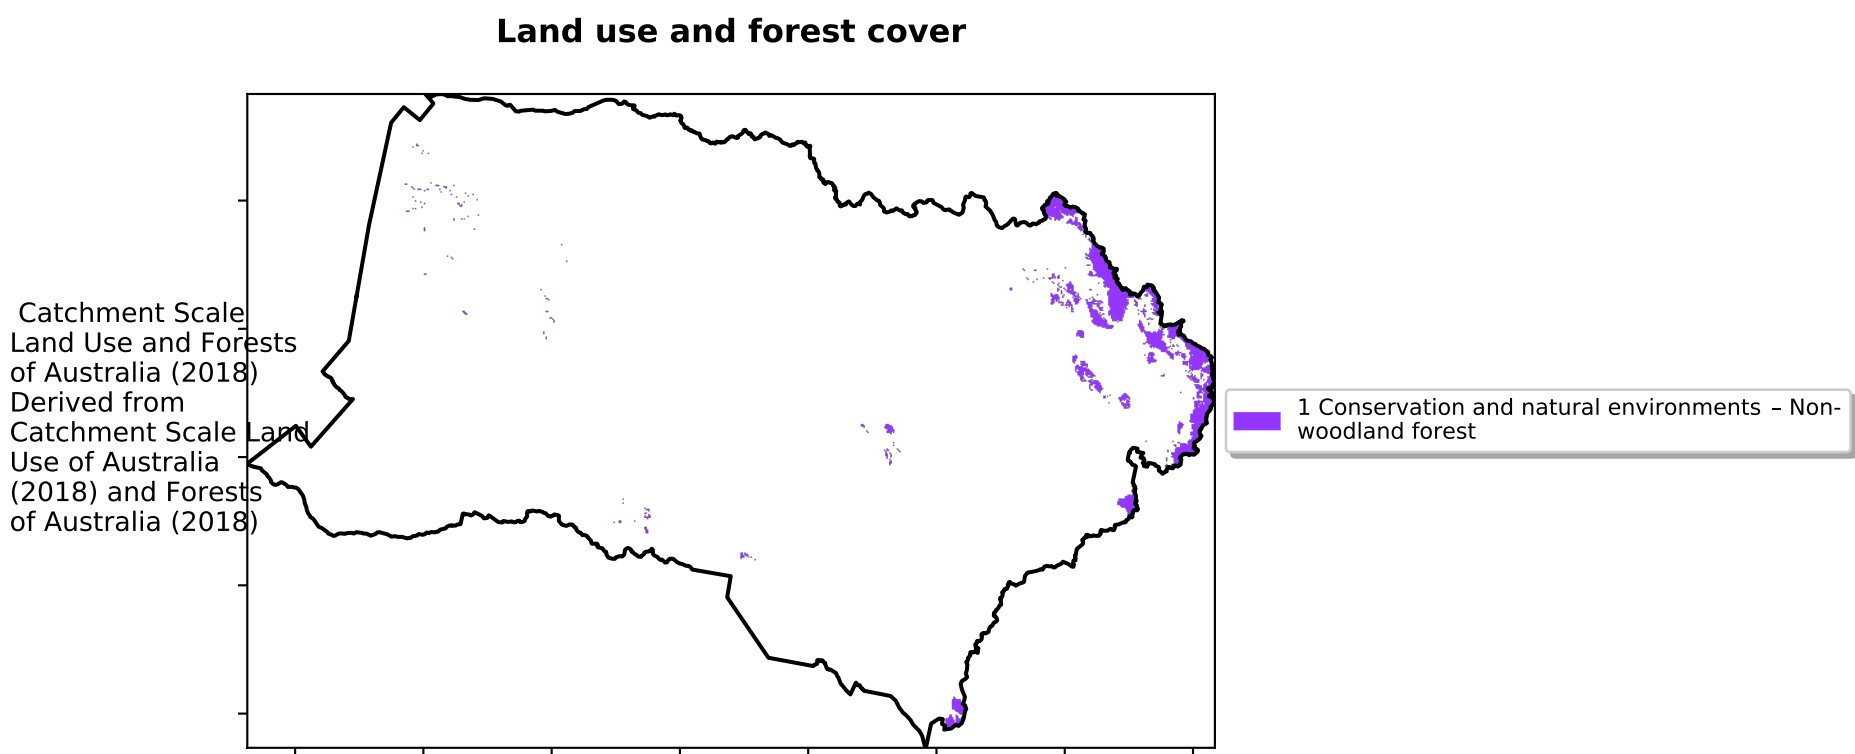 Land use and forest cover
Catchment Scale
Land Use and Forests
of Australia (2018)
Derived from
Catchment Scale Land
Use of Australia
(2018) and Forests
of Australia (2018)
1 Conservation and natural environments – Non-
woodland forest